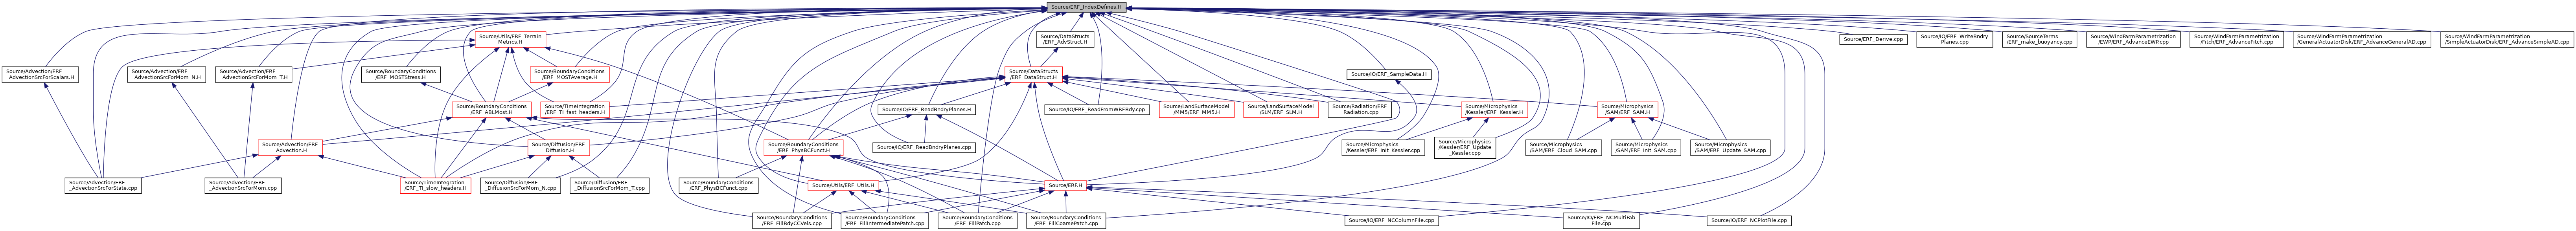 Source/ERF_IndexDefines.H
Source/Utils/ERF_Terrain
Metrics.H
Source/DataStructs
/ERF_AdvStruct.H
Source/ERF_Derive.cpp
Source/IO/ERF_WriteBndry
Planes.cpp
Source/SourceTerms
/ERF_make_buoyancy.cpp
Source/WindFarmParametrization
/EWP/ERF_AdvanceEWP.cpp
Source/WindFarmParametrization
/Fitch/ERF_AdvanceFitch.cpp
Source/WindFarmParametrization
/GeneralActuatorDisk/ERF_AdvanceGeneralAD.cpp
Source/WindFarmParametrization
/SimpleActuatorDisk/ERF_AdvanceSimpleAD.cpp
Source/Advection/ERF
_AdvectionSrcForScalars.H
Source/Advection/ERF
_AdvectionSrcForMom_N.H
Source/Advection/ERF
_AdvectionSrcForMom_T.H
Source/BoundaryConditions
/ERF_MOSTStress.H
Source/BoundaryConditions
/ERF_MOSTAverage.H
Source/DataStructs
/ERF_DataStruct.H
Source/IO/ERF_SampleData.H
Source/BoundaryConditions
/ERF_ABLMost.H
Source/TimeIntegration
/ERF_TI_fast_headers.H
Source/IO/ERF_ReadBndryPlanes.H
Source/IO/ERF_ReadFromWRFBdy.cpp
Source/LandSurfaceModel
/MM5/ERF_MM5.H
Source/LandSurfaceModel
/SLM/ERF_SLM.H
Source/Radiation/ERF
_Radiation.cpp
Source/Microphysics
/Kessler/ERF_Kessler.H
Source/Microphysics
/SAM/ERF_SAM.H
Source/Advection/ERF
_Advection.H
Source/Diffusion/ERF
_Diffusion.H
Source/BoundaryConditions
/ERF_PhysBCFunct.H
Source/IO/ERF_ReadBndryPlanes.cpp
Source/Microphysics
/Kessler/ERF_Init_Kessler.cpp
Source/Microphysics
/Kessler/ERF_Update
_Kessler.cpp
Source/Microphysics
/SAM/ERF_Cloud_SAM.cpp
Source/Microphysics
/SAM/ERF_Init_SAM.cpp
Source/Microphysics
/SAM/ERF_Update_SAM.cpp
Source/Advection/ERF
_AdvectionSrcForState.cpp
Source/Advection/ERF
_AdvectionSrcForMom.cpp
Source/TimeIntegration
/ERF_TI_slow_headers.H
Source/Diffusion/ERF
_DiffusionSrcForMom_N.cpp
Source/Diffusion/ERF
_DiffusionSrcForMom_T.cpp
Source/BoundaryConditions
/ERF_PhysBCFunct.cpp
Source/Utils/ERF_Utils.H
Source/ERF.H
Source/BoundaryConditions
/ERF_FillBdyCCVels.cpp
Source/BoundaryConditions
/ERF_FillIntermediatePatch.cpp
Source/BoundaryConditions
/ERF_FillPatch.cpp
Source/BoundaryConditions
/ERF_FillCoarsePatch.cpp
Source/IO/ERF_NCColumnFile.cpp
Source/IO/ERF_NCMultiFab
File.cpp
Source/IO/ERF_NCPlotFile.cpp